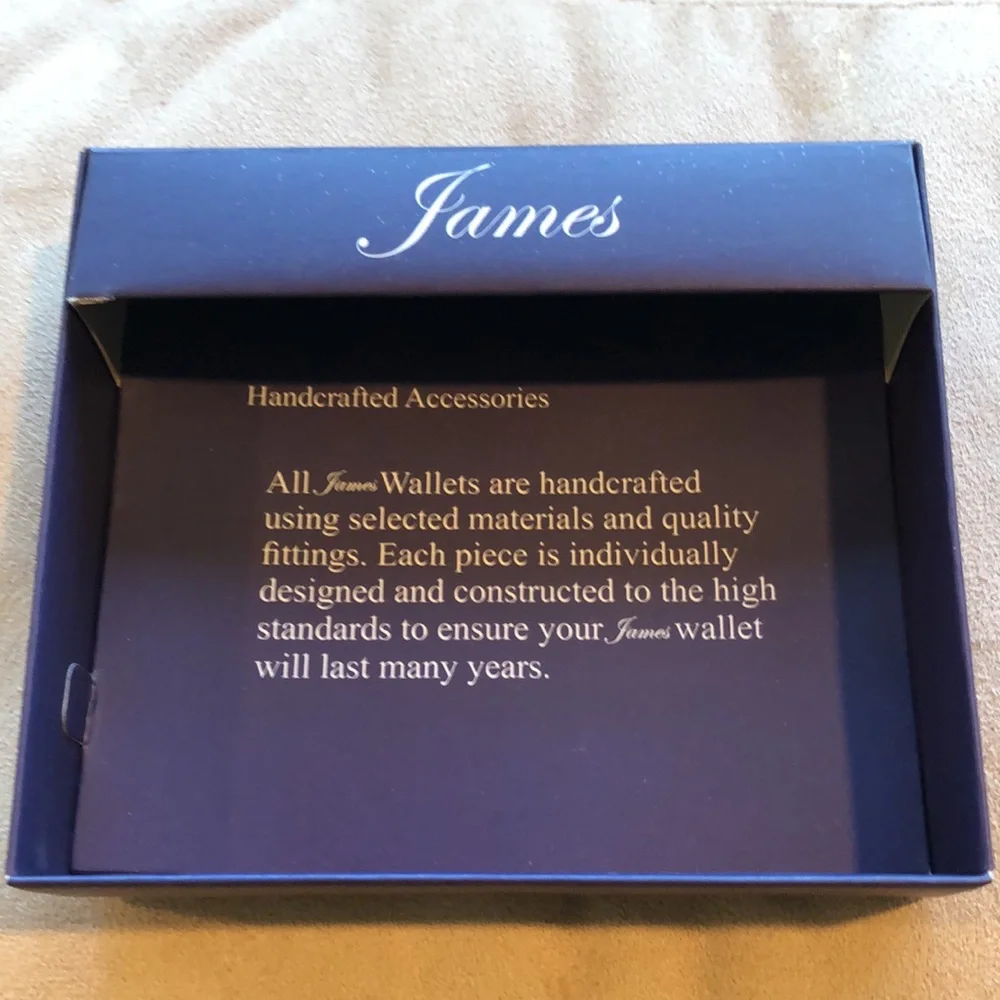 James
Handcrafted Accessories
All James Wallets are handcrafted
using selected materials and quality
fittings. Each piece is individually
designed and constructed to the high
standards to ensure your James wallet
will last many years.